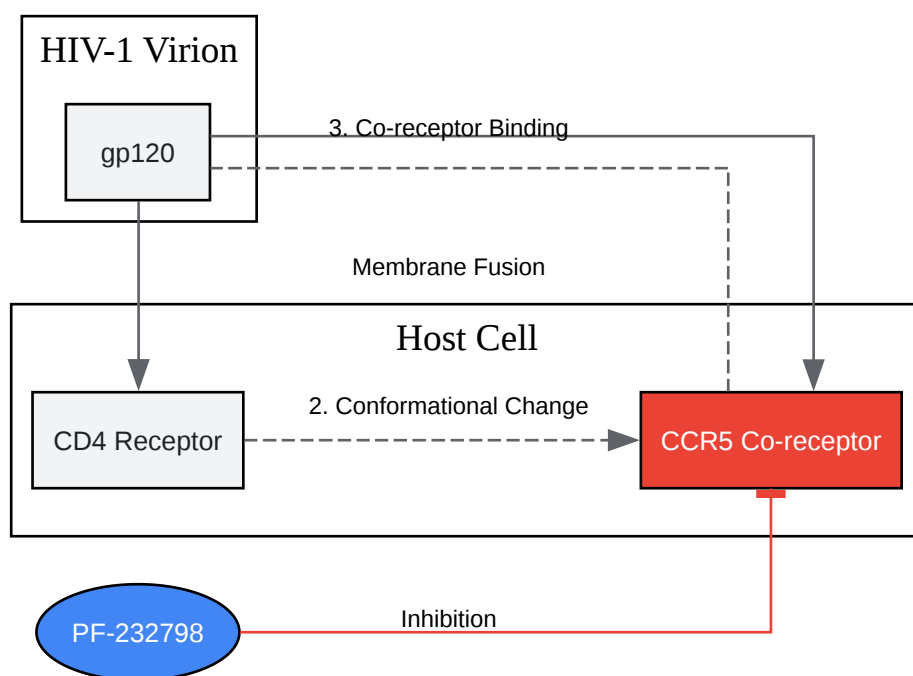 HIV-1 Virion
gp120
3. Co-receptor Binding
Membrane Fusion
Host Cell
2. Conformational Change
CD4 Receptor
CCR5 Co-receptor
PF-232798
Inhibition